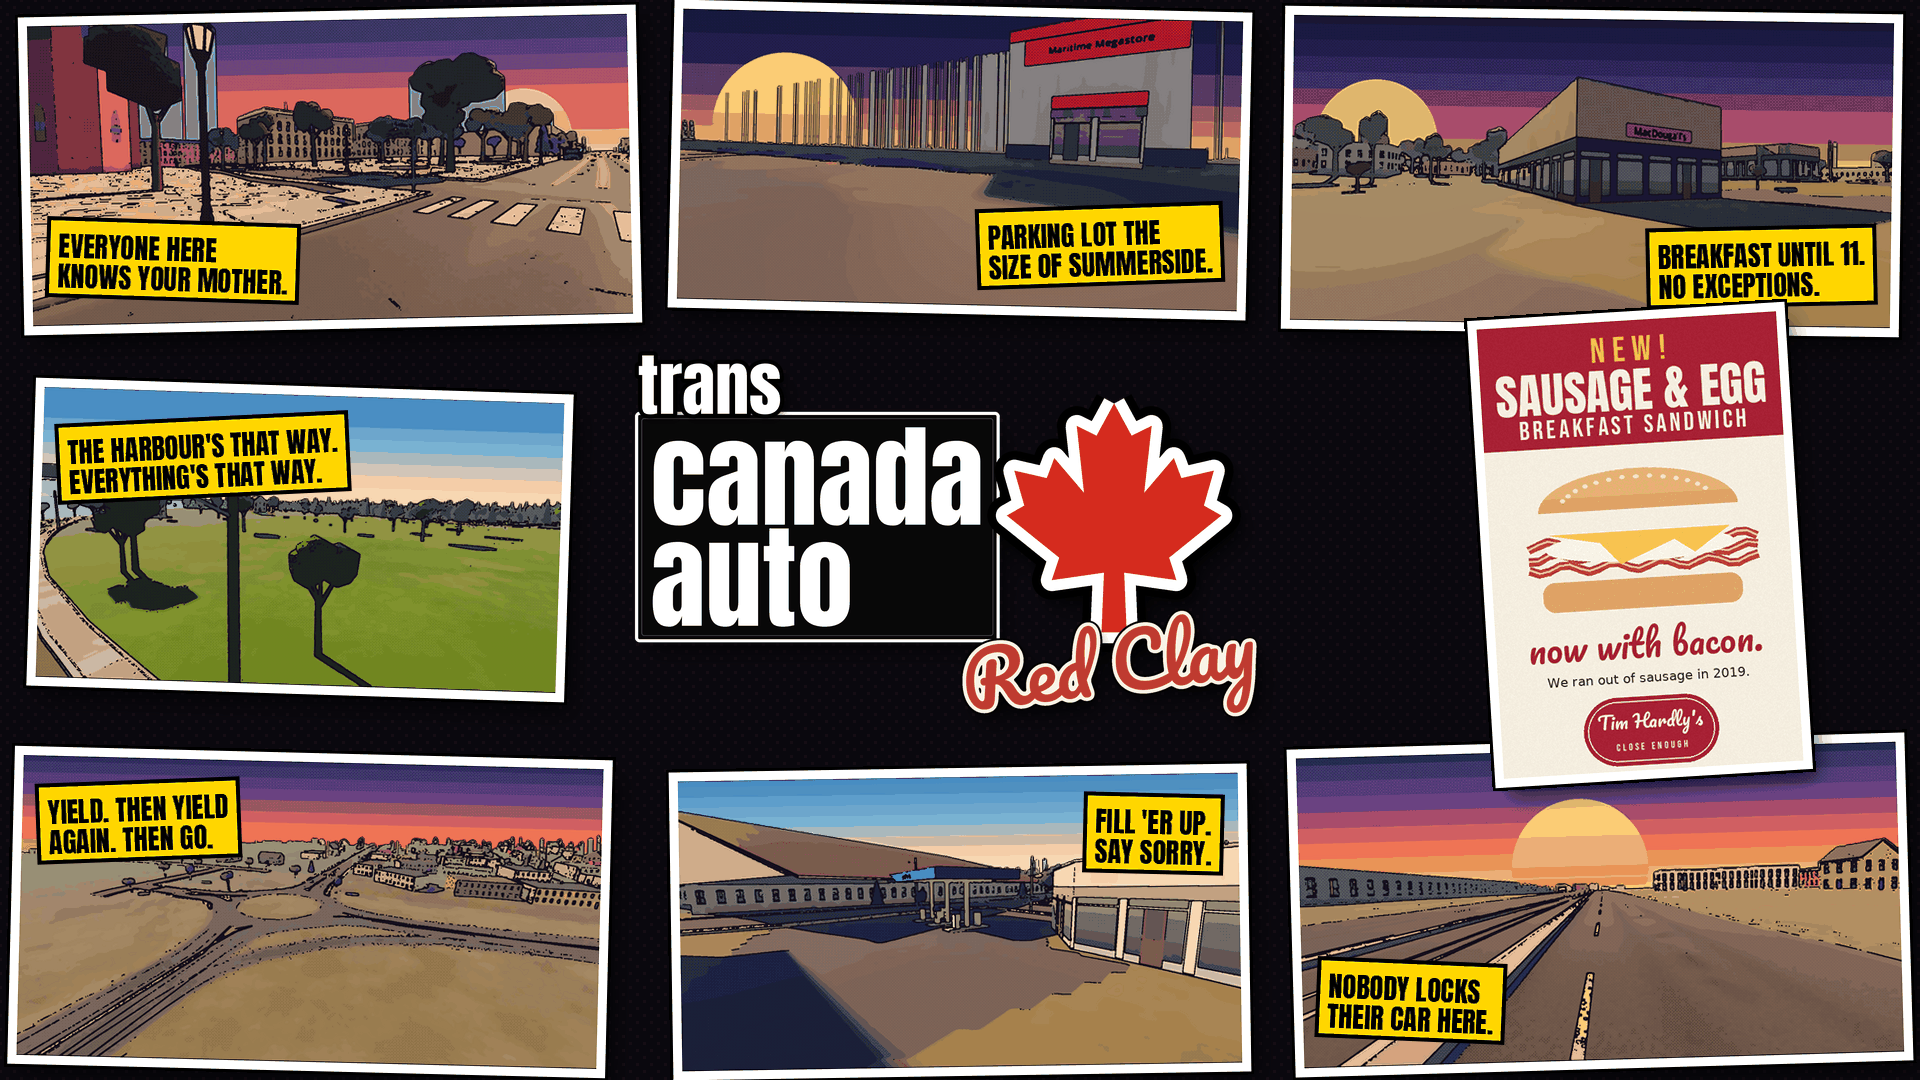 EVERYONE HERE
KNOWS YOUR MOTHER.
Maritime Megastore
PARKING LOT THE
SIZE OF SUMMERSIDE.
MacDougal's
BREAKFAST UNTIL 11.
NO EXCEPTIONS.
THE HARBOUR'S THAT WAY.
EVERYTHING'S THAT WAY.
trans
canada
auto
Red Clay
NEW!
SAUSAGE & EGG
BREAKFAST SANDWICH
now with bacon.
We ran out of sausage in 2019.
Tim Hardly's
CLOSE ENOUGH
YIELD. THEN YIELD
AGAIN. THEN GO.
FILL 'ER UP.
SAY SORRY.
NOBODY LOCKS
THEIR CAR HERE.